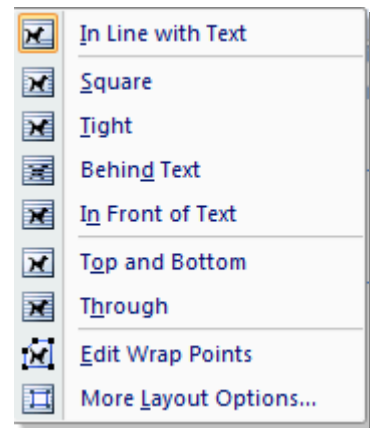 In Line with Text
Square
Tight
Behind Text
In Front of Text
Top and Bottom
Through
Edit Wrap Points
More Layout Options...